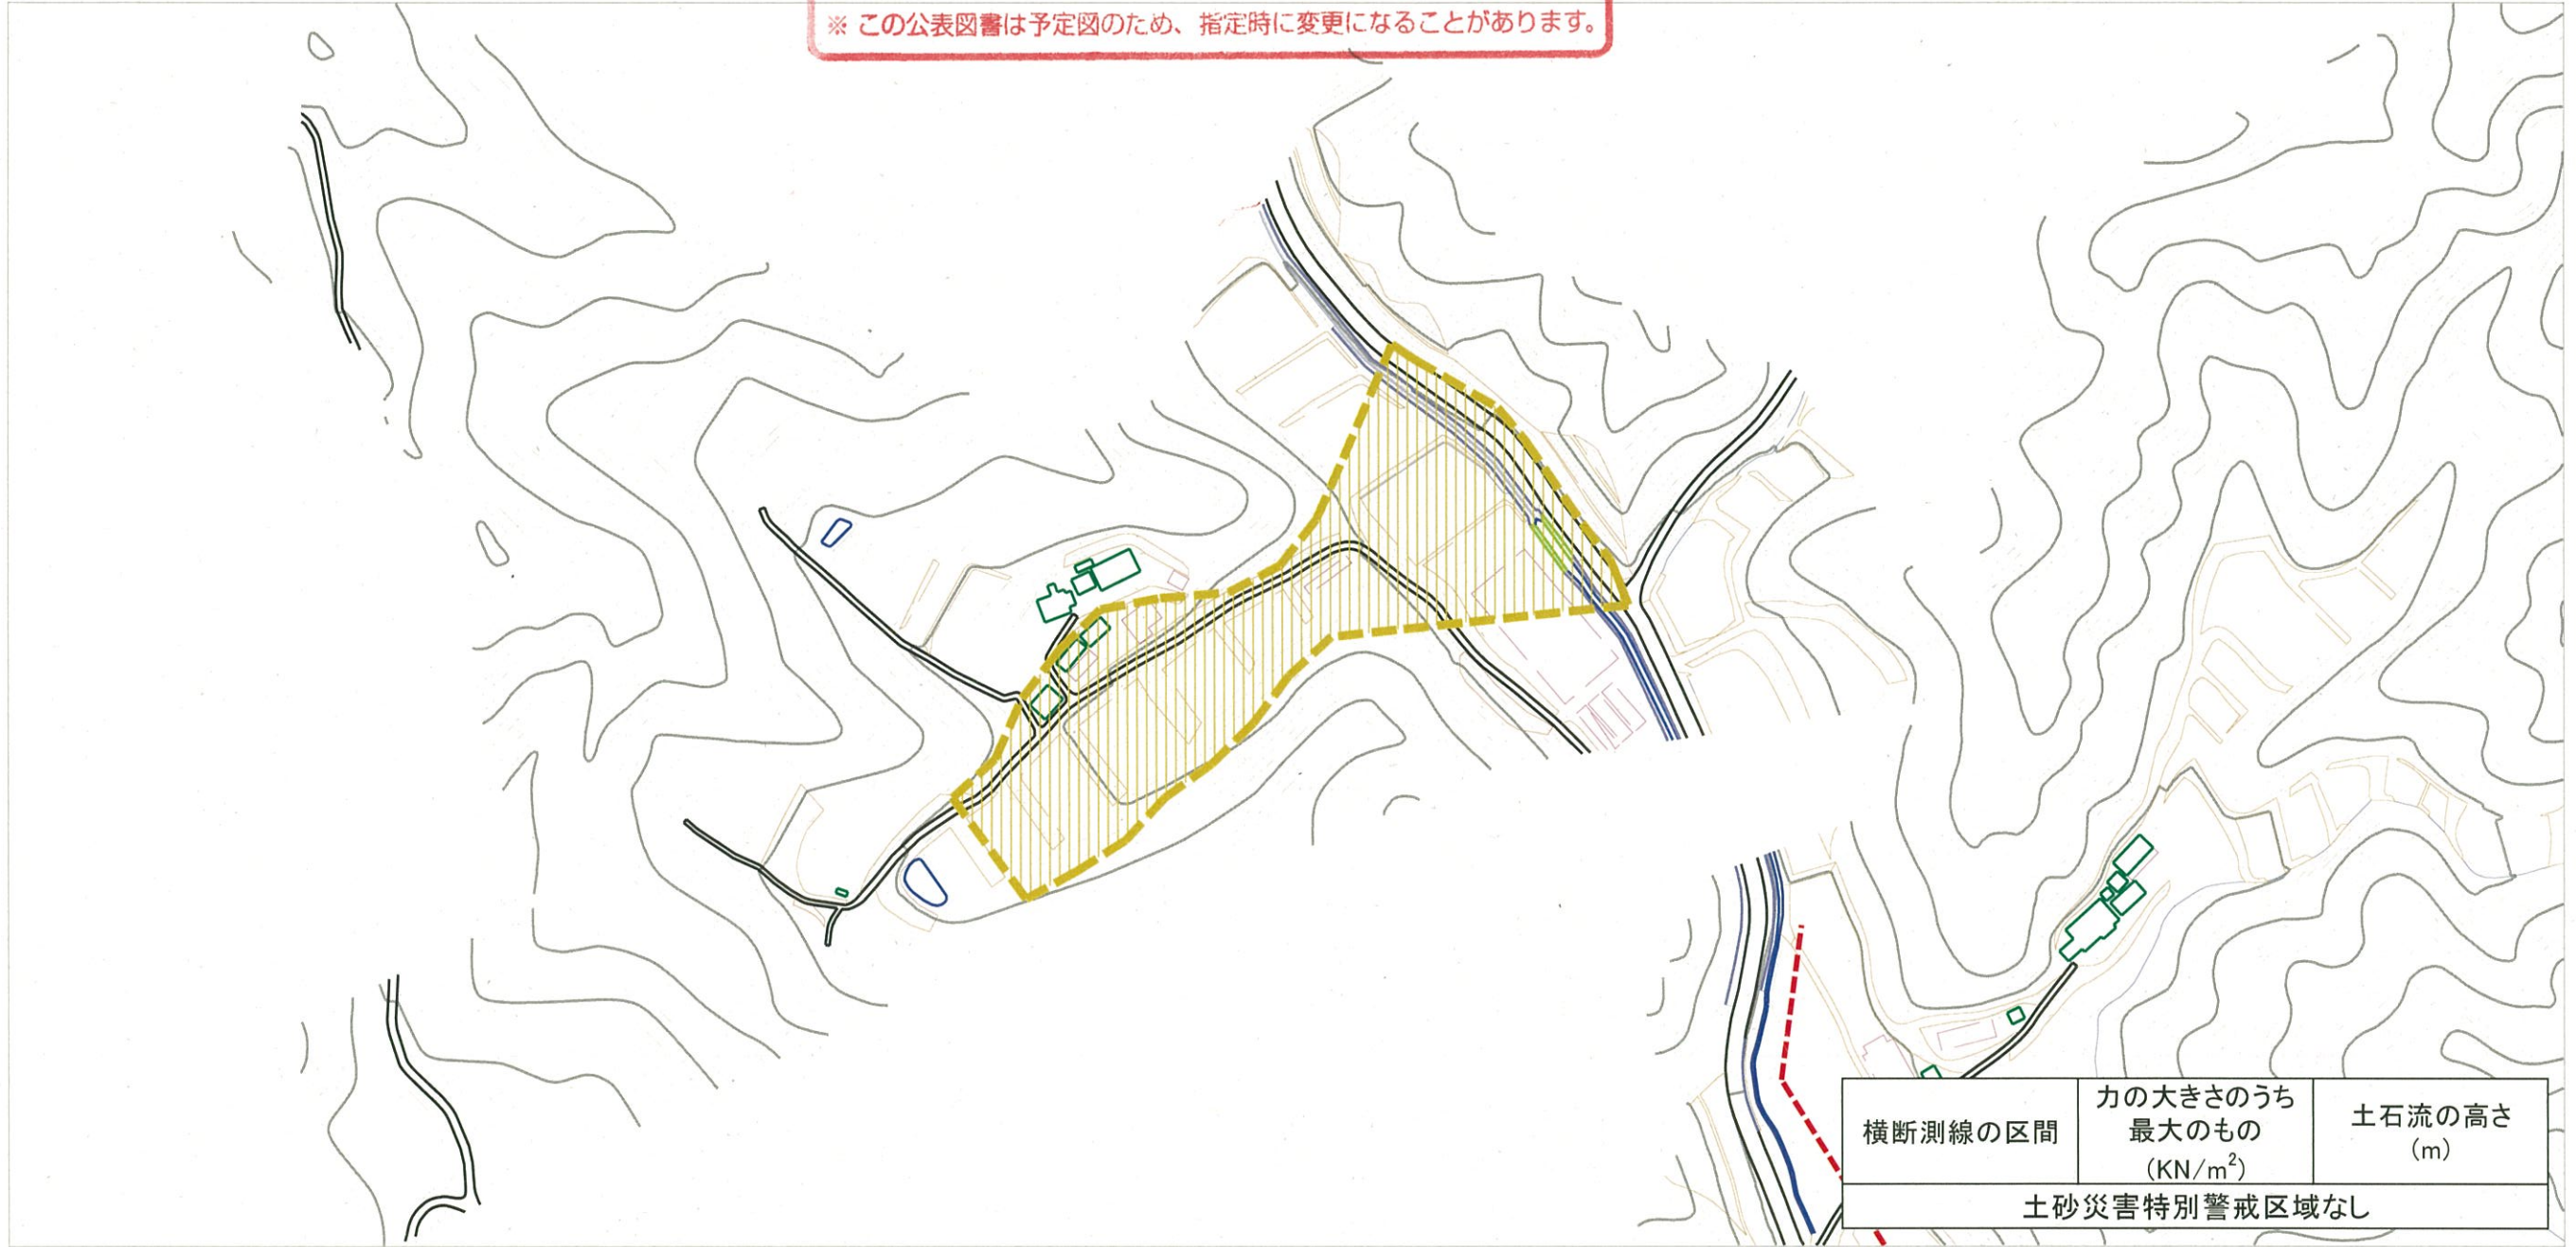 ※ この公表図書は予定図のため、指定時に変更になることがあります。
横断測線の区間
力の大きさのうち
最大のもの
(KN/m²)
土石流の高さ
(m)
土砂災害特別警戒区域なし